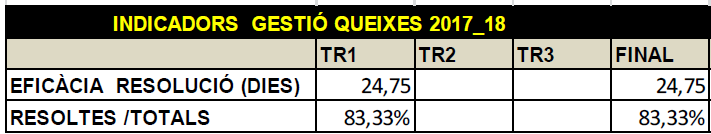 INDICADORS GESTIÓ QUEIXES 2017_18
TR1 TR2 TR3 FINAL
EFICÀCIA RESOLUCIÓ (DIES) 24,75 24,75
RESOLTES /TOTALS 83,33% 83,33%